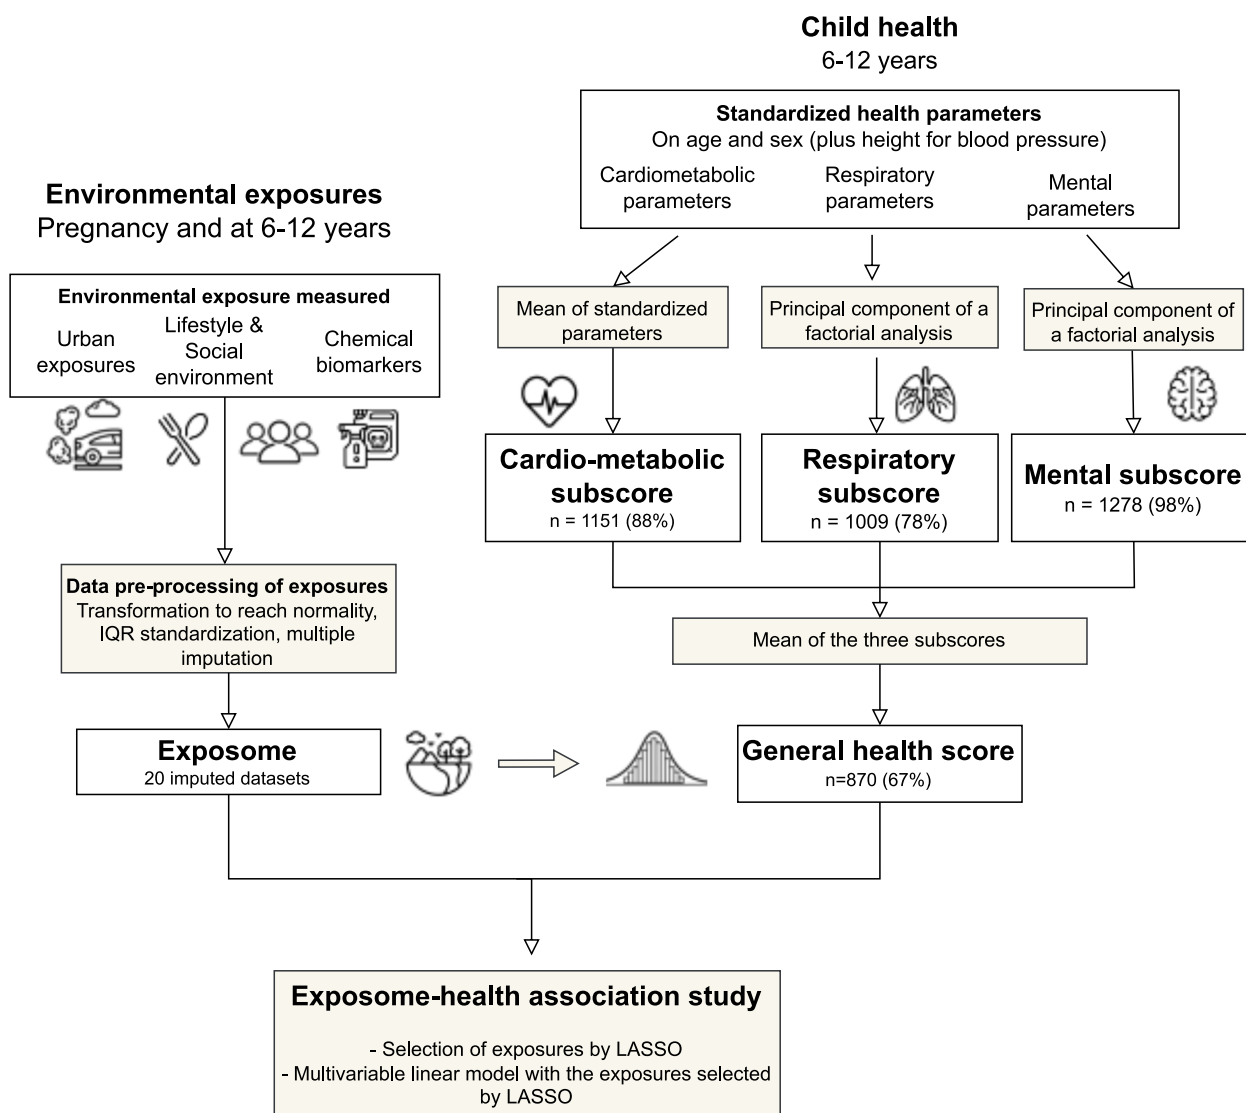 Child health
6-12 years
Standardized health parameters
On age and sex (plus height for blood pressure)
Cardiometabolic
parameters
Respiratory
parameters
Mental
parameters
Environmental exposures
Pregnancy and at 6-12 years
Environmental exposure measured
Urban
exposures
Lifestyle &
Social
environment
Chemical
biomarkers
Mean of standardized
parameters
Principal component of a
factorial analysis
Principal component of
a factorial analysis
Cardio-metabolic
subscore
n = 1151 (88%)
Respiratory
subscore
n = 1009 (78%)
Mental subscore
n = 1278 (98%)
Data pre-processing of exposures
Transformation to reach normality,
IQR standardization, multiple
imputation
Mean of the three subscores
Exposome
20 imputed datasets
General health score
n=870 (67%)
Exposome-health association study
- Selection of exposures by LASSO
- Multivariable linear model with the exposures selected
by LASSO